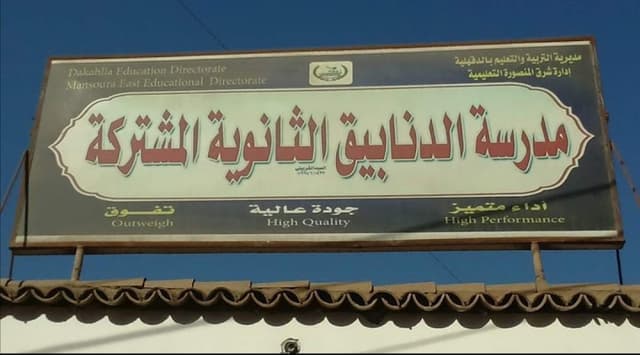 مديرية التربية والتعليم بالدقهلية
Dakahlia Education Directorate
إدارة شرق المنصورة التعليمية
Mansoura East Educational Directorate
مدرسة الدنابيق الثانوية المشتركة
أداء متميز جودة عالية تفوق
High Performance High Quality Outweigh